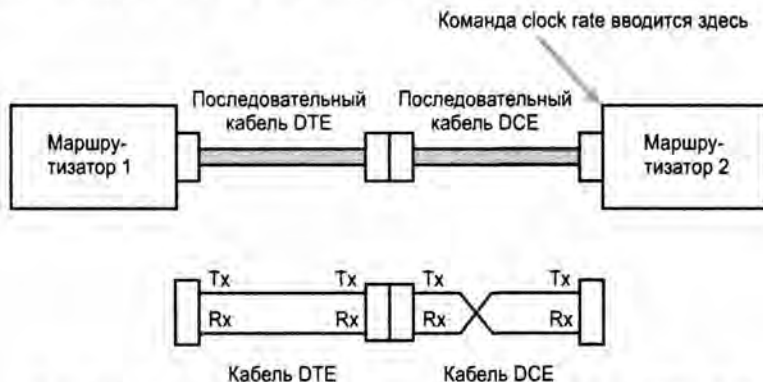 Команда clock rate вводится здесь
Последовательный
кабель DTE
Последовательный
кабель DCE
Маршру-
тизатор 1
Маршру-
тизатор 2
Tx
Tx
Tx
Tx
Rx
Rx
Rx
Rx
Кабель DTE
Кабель DCE